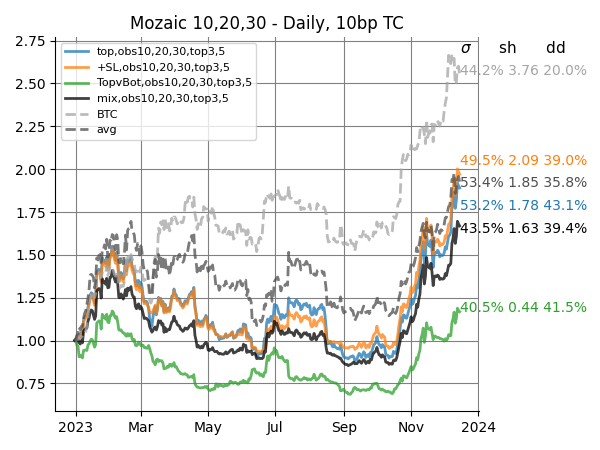 Mozaic 10,20,30 - Daily, 10bp TC
top,obs10,20,30,top3,5
+SL,obs10,20,30,top3,5
TopvBot,obs10,20,30,top3,5
mix,obs10,20,30,top3,5
BTC
avg
σ sh dd
44.2% 3.76 20.0%
49.5% 2.09 39.0%
53.4% 1.85 35.8%
53.2% 1.78 43.1%
43.5% 1.63 39.4%
40.5% 0.44 41.5%
2.75
2.50
2.25
2.00
1.75
1.50
1.25
1.00
0.75
2023 Mar May Jul Sep Nov 2024